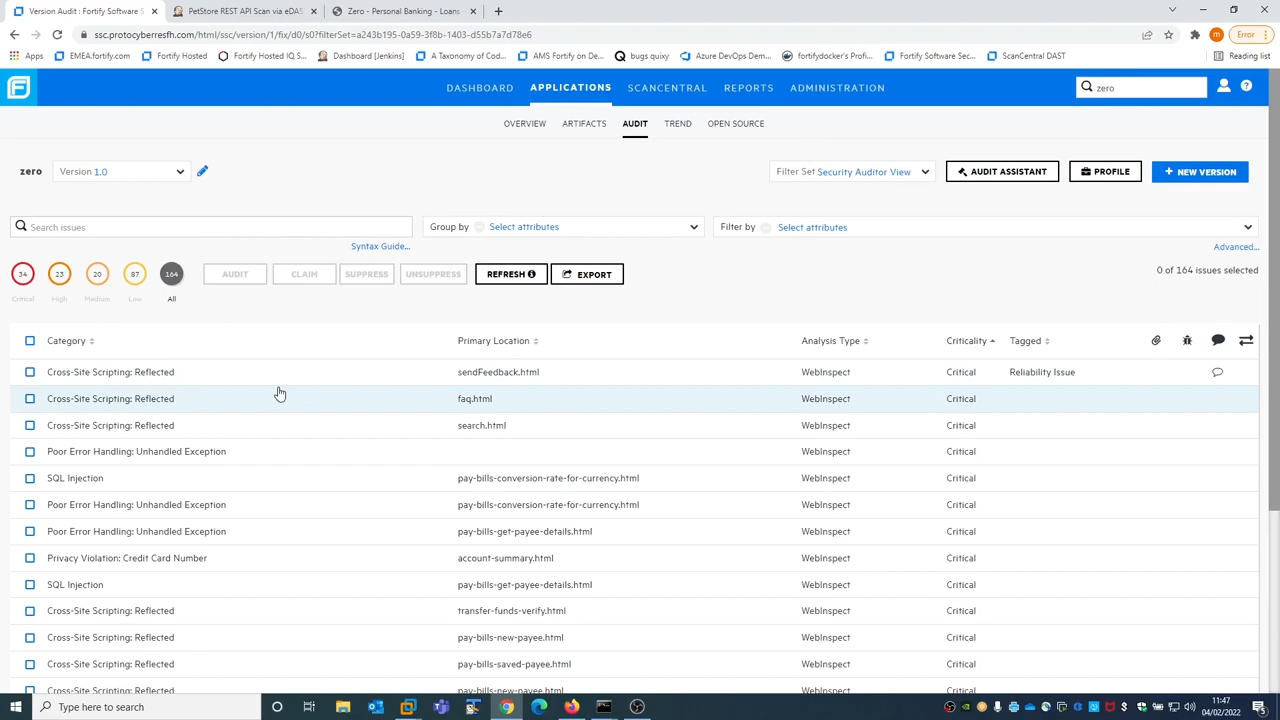 Version Audit : Fortify Software S
PetStore REST API Scan via eDAS
Zero - Personal Banking - Loans
ssc.protocyberresfh.com/html/ssc/version/1/fix/d/0/s0?filterSet=a243b195-0a59-3f8b-1403-d55b7a7d78e6
m
Error
Apps
EMEA.fortify.com
Fortify Hosted
Fortify Hosted IQ S...
Dashboard [Jenkins]
A Taxonomy of Cod...
AMS Fortify on De...
bugs quixy
Azure DevOps Dem...
fortifydocker's Profi...
Fortify Software Sec...
ScanCentral DAST
Reading list
DASHBOARD
APPLICATIONS
SCANCENTRAL
REPORTS
ADMINISTRATION
zero
OVERVIEW
ARTIFACTS
AUDIT
TREND
OPEN SOURCE
zero
Version 1.0
Filter Set Security Auditor View
AUDIT ASSISTANT
PROFILE
+ NEW VERSION
Search issues
Group by
Select attributes
Filter by
Select attributes
Syntax Guide...
Advanced...
34
23
20
87
164
Critical
High
Medium
Low
All
AUDIT
CLAIM
SUPPRESS
UNSUPPRESS
REFRESH
EXPORT
0 of 164 issues selected
Category
Primary Location
Analysis Type
Criticality
Tagged
Cross-Site Scripting: Reflected sendFeedback.html WebInspect Critical Reliability Issue
Cross-Site Scripting: Reflected faq.html WebInspect Critical
Cross-Site Scripting: Reflected search.html WebInspect Critical
Poor Error Handling: Unhandled Exception WebInspect Critical
SQL Injection pay-bills-conversion-rate-for-currency.html WebInspect Critical
Poor Error Handling: Unhandled Exception pay-bills-conversion-rate-for-currency.html WebInspect Critical
Poor Error Handling: Unhandled Exception pay-bills-get-payee-details.html WebInspect Critical
Privacy Violation: Credit Card Number account-summary.html WebInspect Critical
SQL Injection pay-bills-get-payee-details.html WebInspect Critical
Cross-Site Scripting: Reflected transfer-funds-verify.html WebInspect Critical
Cross-Site Scripting: Reflected pay-bills-new-payee.html WebInspect Critical
Cross-Site Scripting: Reflected pay-bills-saved-payee.html WebInspect Critical
Cross-Site Scripting: Reflected pay-bills-new-payee.html WebInspect Critical
Type here to search
11:47
04/02/2022